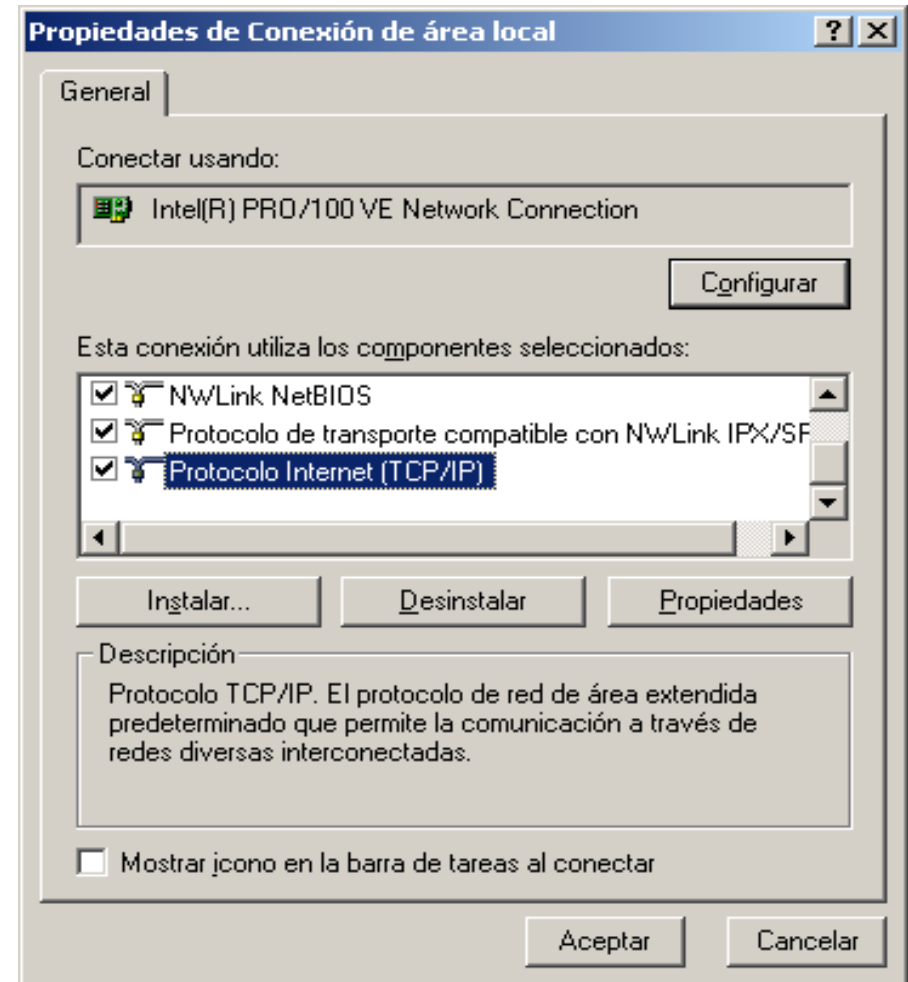 Propiedades de Conexión de área local
General
Conectar usando:
Intel(R) PRO/100 VE Network Connection
Configurar
Esta conexión utiliza los componentes seleccionados:
NWLink NetBIOS
Protocolo de transporte compatible con NWLink IPX/SP
Protocolo Internet (TCP/IP)
Instalar... Desinstalar Propiedades
Descripción
Protocolo TCP/IP. El protocolo de red de área extendida
predeterminado que permite la comunicación a través de
redes diversas interconectadas.
Mostrar icono en la barra de tareas al conectar
Aceptar Cancelar